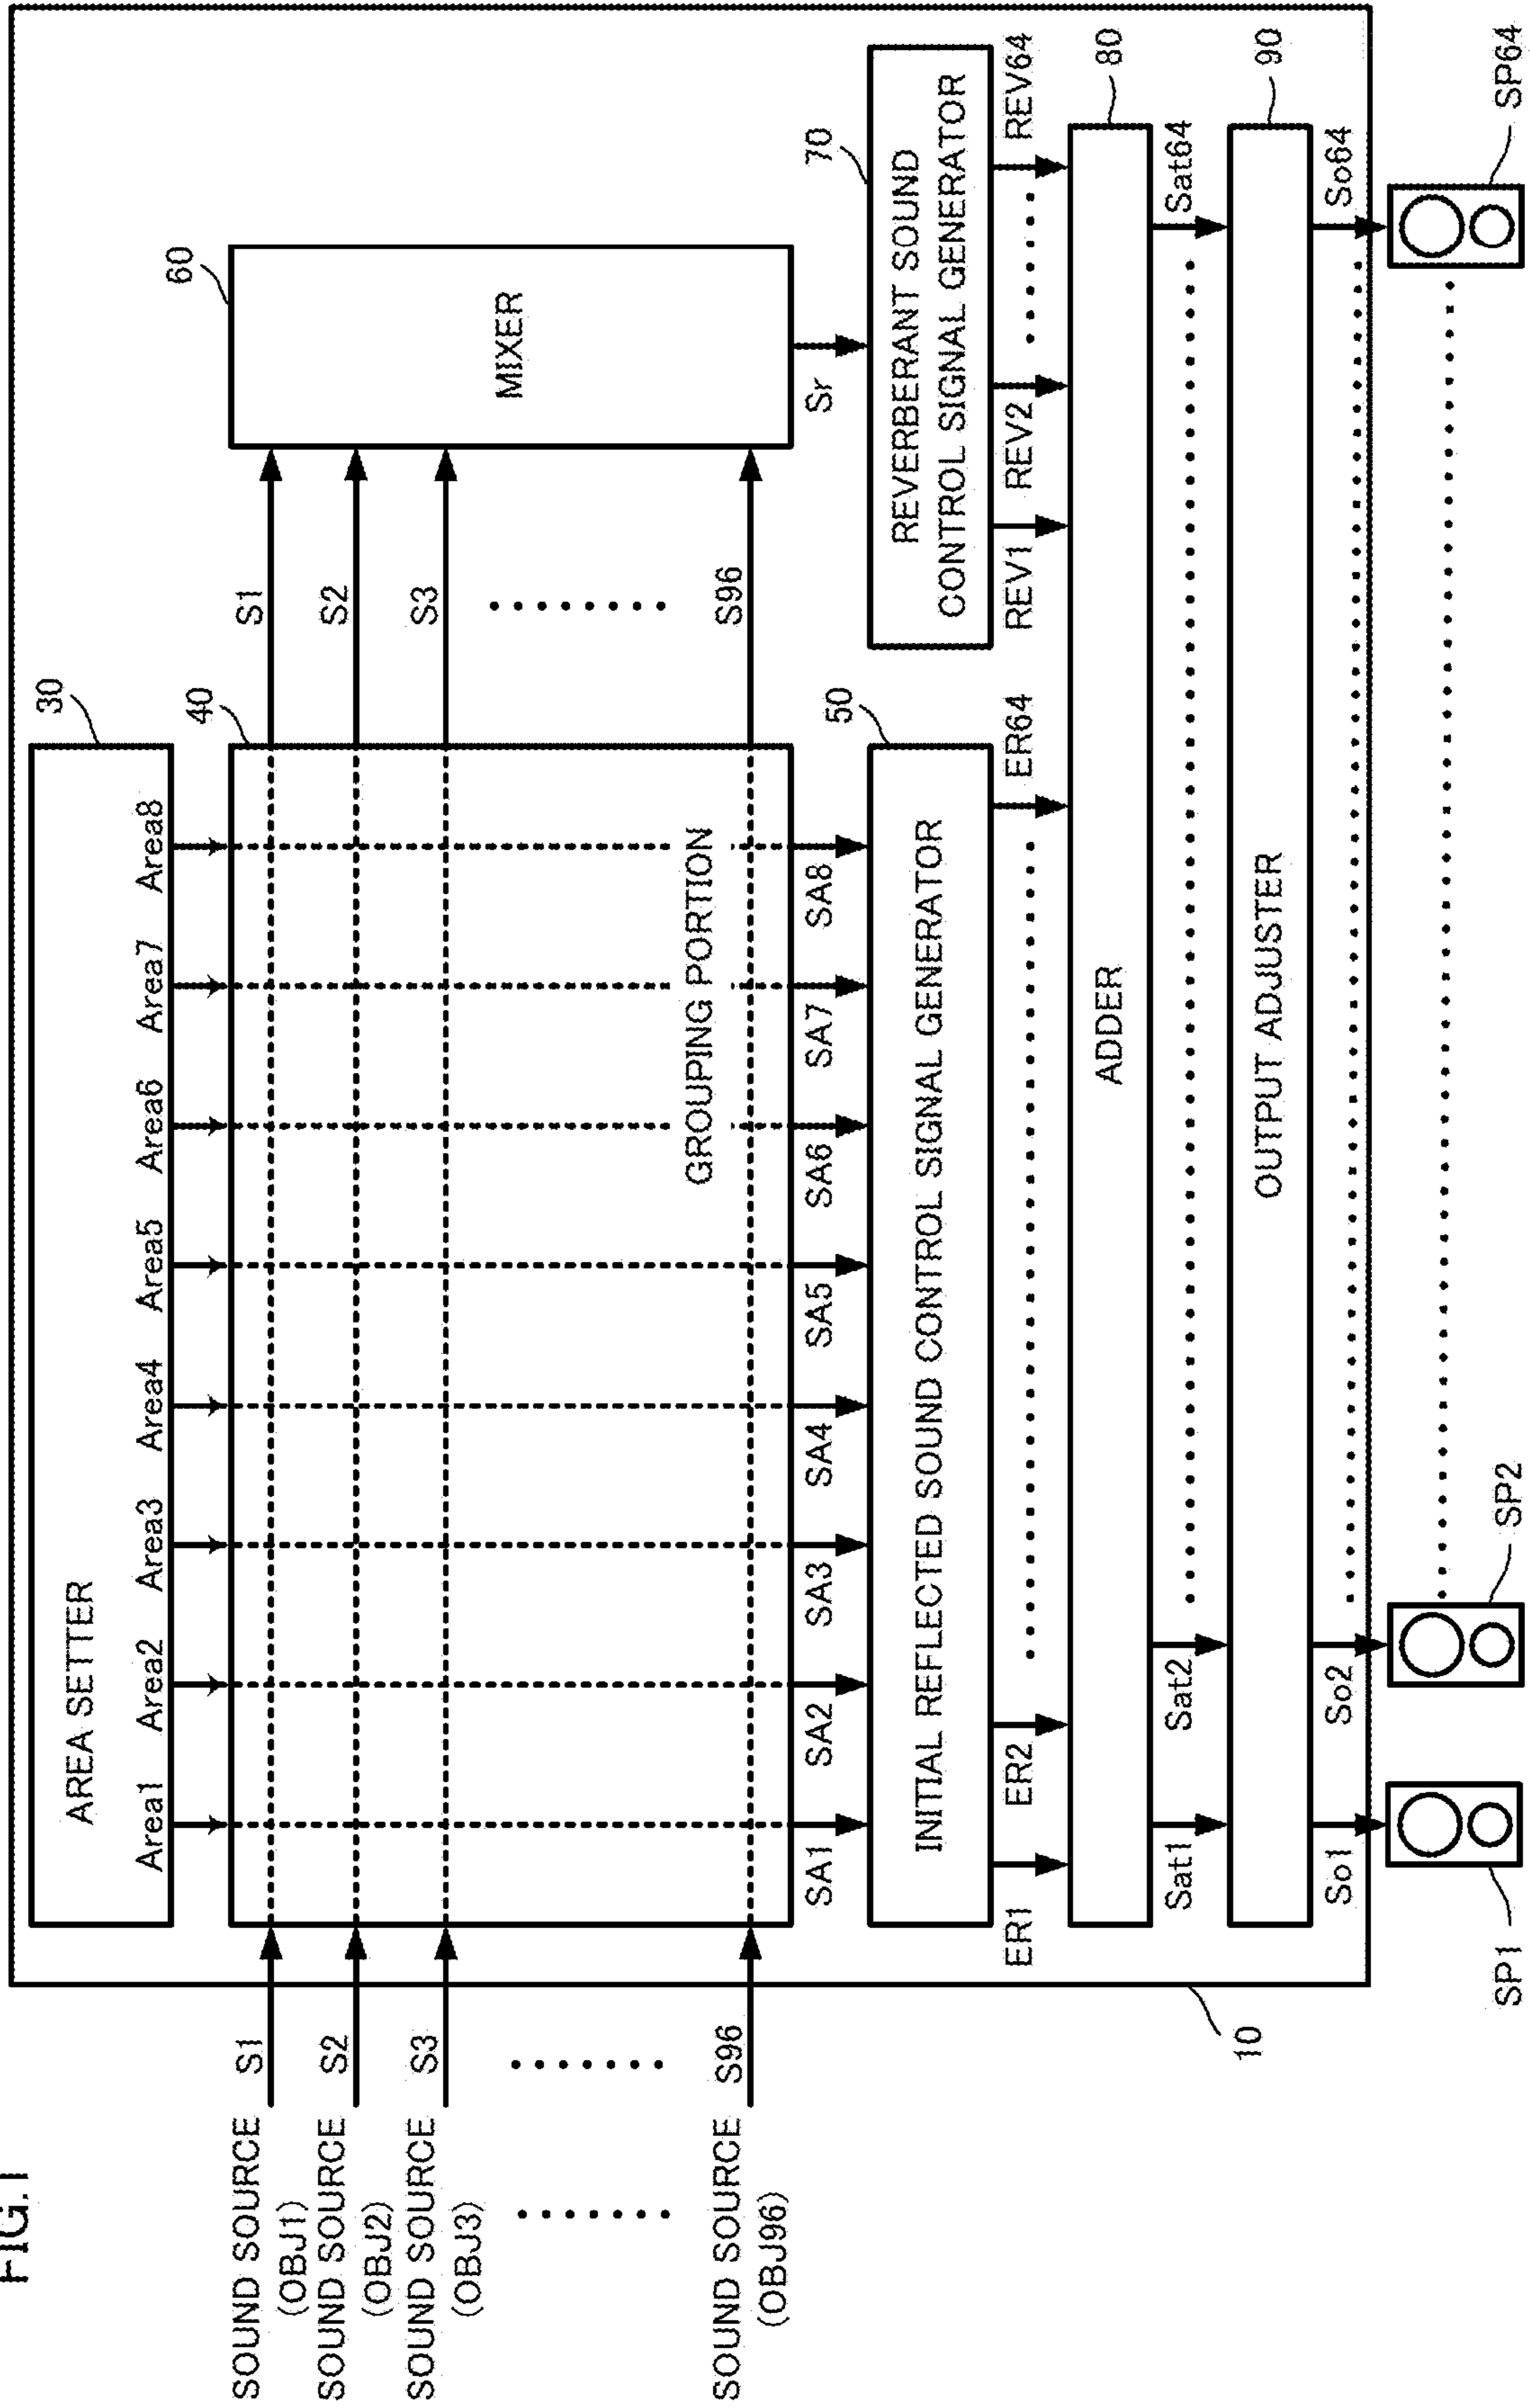 FIG.1
AREA SETTER
30
Area1 Area2 Area3 Area4 Area5 Area6 Area7 Area8
40
60
SOUND SOURCE
(OBJ1)
S1
S1
SOUND SOURCE
(OBJ2)
S2
S2
SOUND SOURCE
(OBJ3)
S3
S3
MIXER
GROUPING PORTION
SOUND SOURCE
(OBJ96)
S96
S96
SA1 SA2 SA3 SA4 SA5 SA6 SA7 SA8
50
Sr
70
INITIAL REFLECTED SOUND CONTROL SIGNAL GENERATOR
REVERBERANT SOUND
CONTROL SIGNAL GENERATOR
ER1 ER2 ER64 REV1 REV2 REV64
ADDER
80
Sat1 Sat2 Sat64
10
OUTPUT ADJUSTER
90
So1 So2 So64
SP1 SP2 SP64